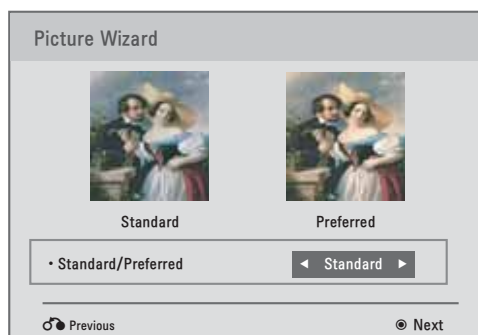 Picture Wizard
Standard Preferred
• Standard/Preferred ◄ Standard ►
Previous ◉ Next